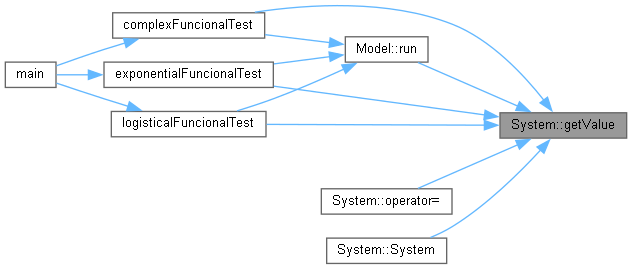 complexFuncionalTest
Model::run
main
exponentialFuncionalTest
logisticalFuncionalTest
System::getValue
System::operator=
System::System